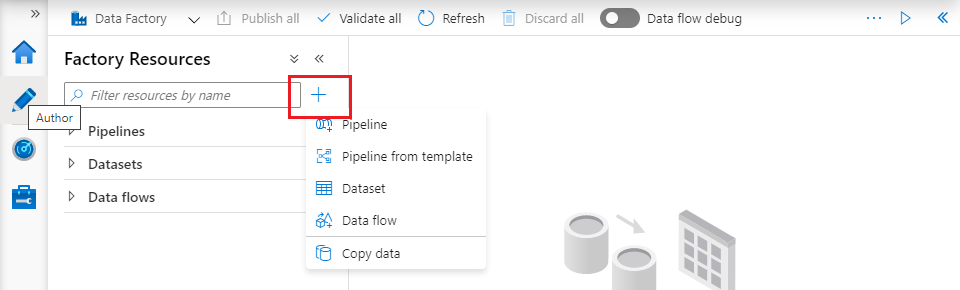 Data Factory Publish all Validate all Refresh Discard all Data flow debug
Factory Resources
Filter resources by name
Author
Pipelines
Datasets
Data flows
Pipeline
Pipeline from template
Dataset
Data flow
Copy data